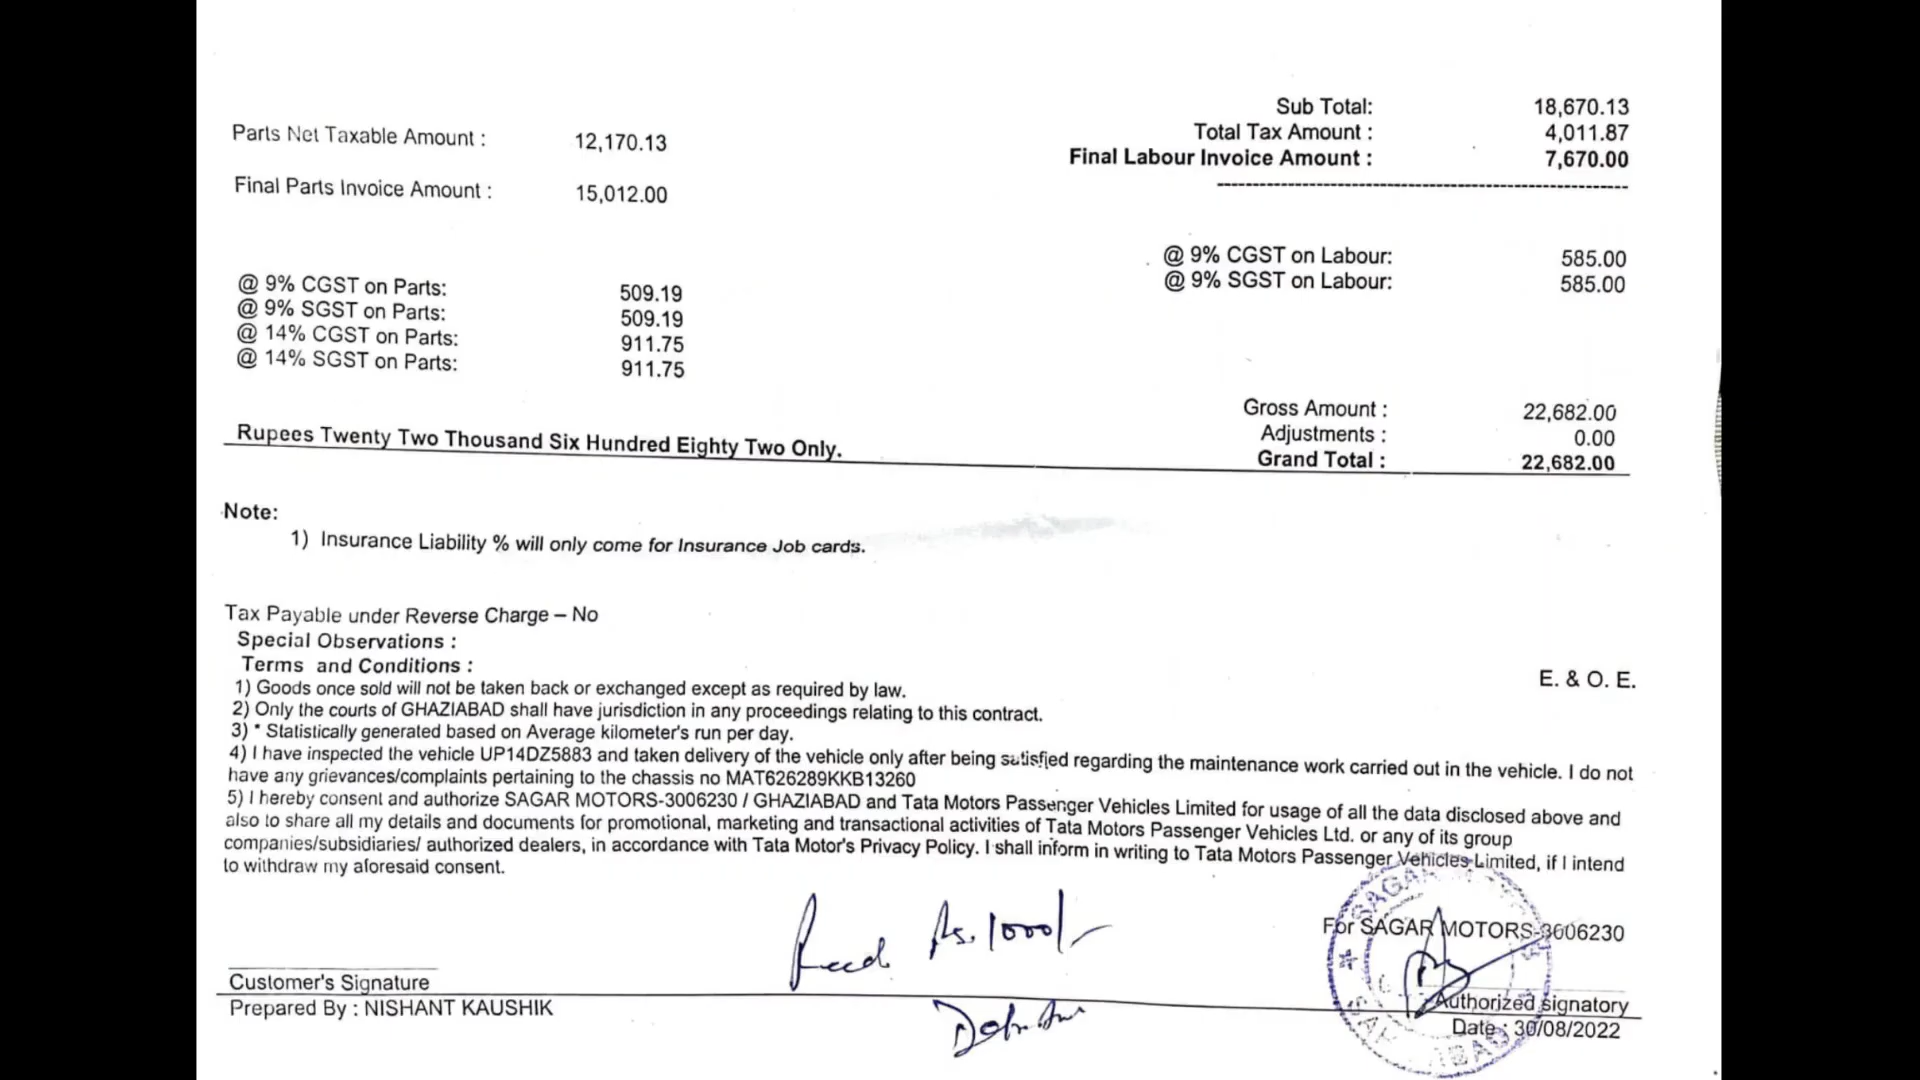 Sub Total: 18,670.13
Parts Net Taxable Amount : 12,170.13
Total Tax Amount : 4,011.87
Final Labour Invoice Amount : 7,670.00
Final Parts Invoice Amount : 15,012.00
@ 9% CGST on Labour: 585.00
@ 9% SGST on Labour: 585.00
@ 9% CGST on Parts: 509.19
@ 9% SGST on Parts: 509.19
@ 14% CGST on Parts: 911.75
@ 14% SGST on Parts: 911.75
Gross Amount : 22,682.00
Adjustments : 0.00
Rupees Twenty Two Thousand Six Hundred Eighty Two Only.
Grand Total : 22,682.00
Note:
1) Insurance Liability % will only come for Insurance Job cards.
Tax Payable under Reverse Charge – No
Special Observations :
Terms and Conditions :
E. & O. E.
1) Goods once sold will not be taken back or exchanged except as required by law.
2) Only the courts of GHAZIABAD shall have jurisdiction in any proceedings relating to this contract.
3) * Statistically generated based on Average kilometer's run per day.
4) I have inspected the vehicle UP14DZ5883 and taken delivery of the vehicle only after being satisfied regarding the maintenance work carried out in the vehicle. I do not
have any grievances/complaints pertaining to the chassis no MAT626289KKB13260
5) I hereby consent and authorize SAGAR MOTORS-3006230 / GHAZIABAD and Tata Motors Passenger Vehicles Limited for usage of all the data disclosed above and
also to share all my details and documents for promotional, marketing and transactional activities of Tata Motors Passenger Vehicles Ltd. or any of its group
companies/subsidiaries/ authorized dealers, in accordance with Tata Motor's Privacy Policy. I shall inform in writing to Tata Motors Passenger Vehicles Limited, if I intend
to withdraw my aforesaid consent.
Recd Rs. 1000/-
SAGAR
For SAGAR MOTORS-3006230
Customer's Signature
Authorized signatory
Prepared By : NISHANT KAUSHIK
Date : 30/08/2022